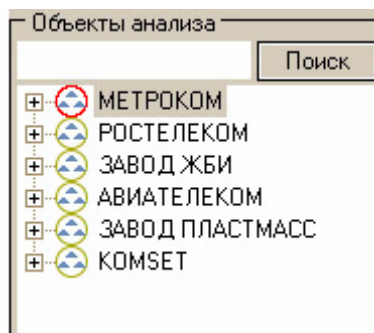 Объекты анализа
Поиск
МЕТРОКОМ
РОСТЕЛЕКОМ
ЗАВОД ЖБИ
АВИАТЕЛЕКОМ
ЗАВОД ПЛАСТМАСС
KOMSET